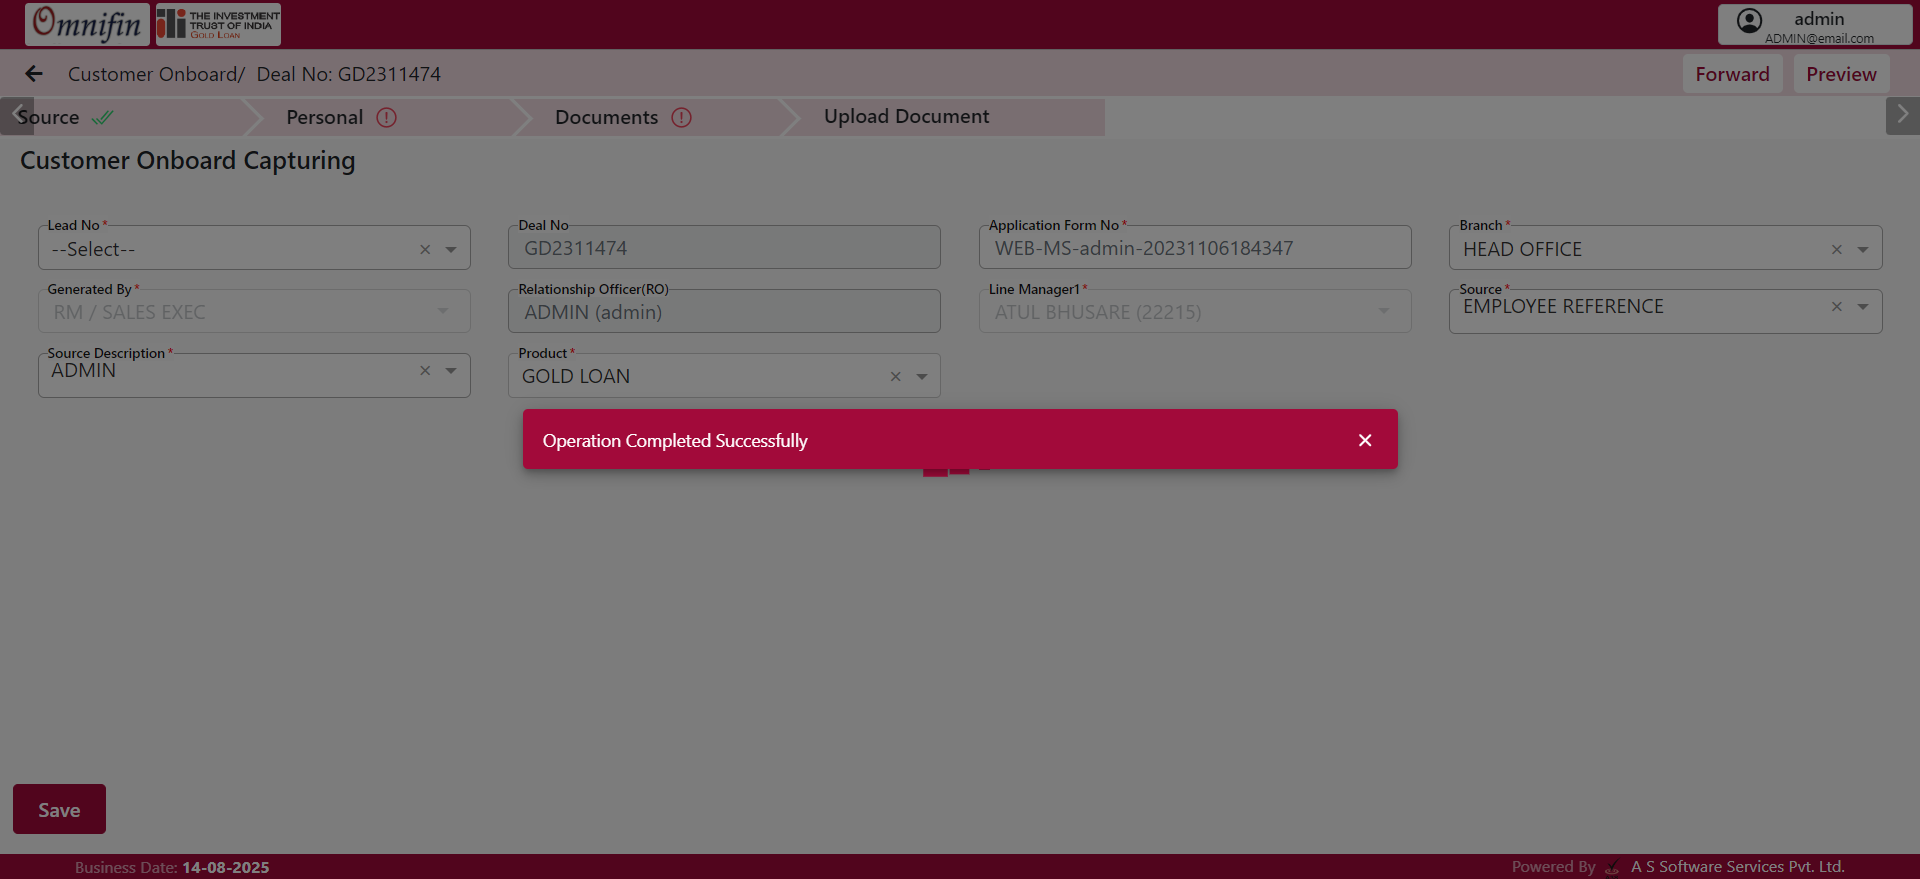 Omnifin
iti THE INVESTMENT
TRUST OF INDIA
GOLD LOAN
admin
ADMIN@email.com
Customer Onboard/ Deal No: GD2311474
Forward
Preview
Source
Personal
Documents
Upload Document
Customer Onboard Capturing
Lead No *
--Select--
Deal No
GD2311474
Application Form No *
WEB-MS-admin-20231106184347
Branch *
HEAD OFFICE
Generated By *
RM / SALES EXEC
Relationship Officer(RO)
ADMIN (admin)
Line Manager1 *
ATUL BHUSARE (22215)
Source *
EMPLOYEE REFERENCE
Source Description *
ADMIN
Product *
GOLD LOAN
Operation Completed Successfully
Save
Business Date: 14-08-2025
Powered By A S Software Services Pvt. Ltd.